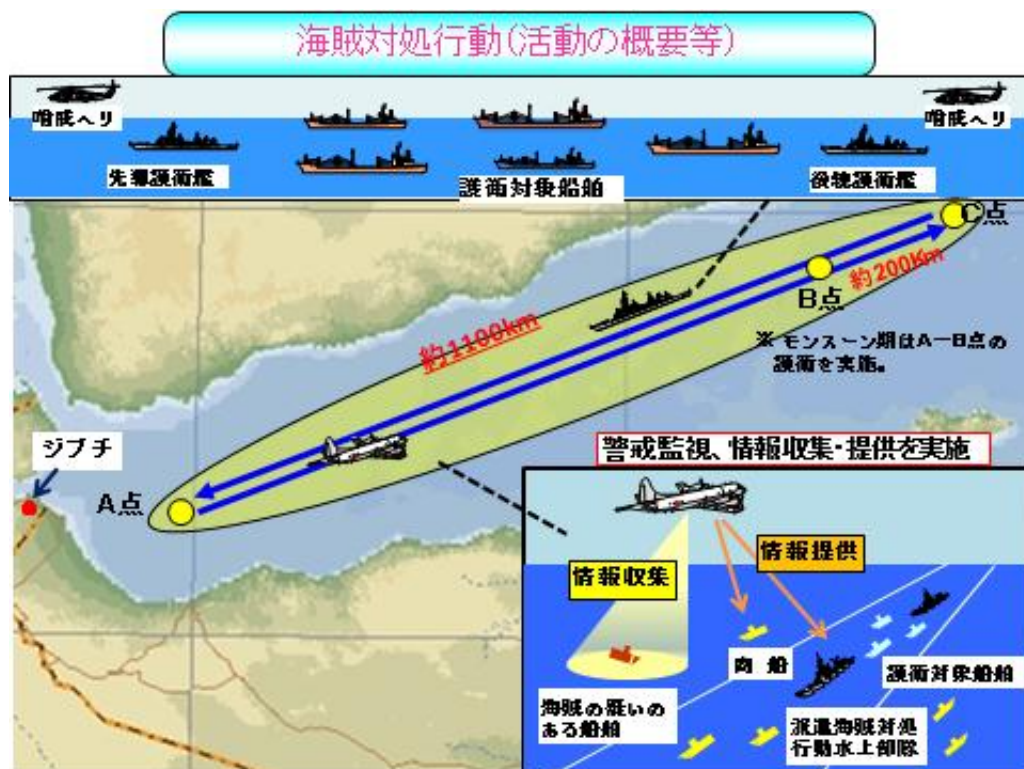 海賊対処行動(活動の概要等)
哨戒ヘリ
哨戒ヘリ
先導護衛艦
護衛対象船舶
後続護衛艦
C点
約200Km
B点
約1100km
※ モンスーン期はA－B点の
護衛を実施。
ジブチ
A点
警戒監視、情報収集・提供を実施
情報提供
情報収集
商 船
護衛対象船舶
海賊の疑いの
ある船舶
派遣海賊対処
行動水上部隊